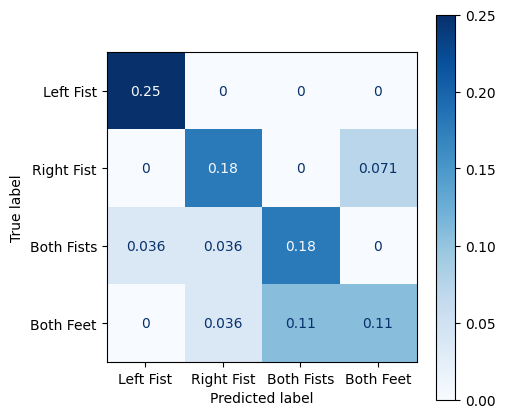 0.25
Left Fist 0.25 0 0 0
0.20
Right Fist 0 0.18 0 0.071
0.15
True label
Both Fists 0.036 0.036 0.18 0
0.10
Both Feet 0 0.036 0.11 0.11
0.05
Left Fist Right Fist Both Fists Both Feet
0.00
Predicted label